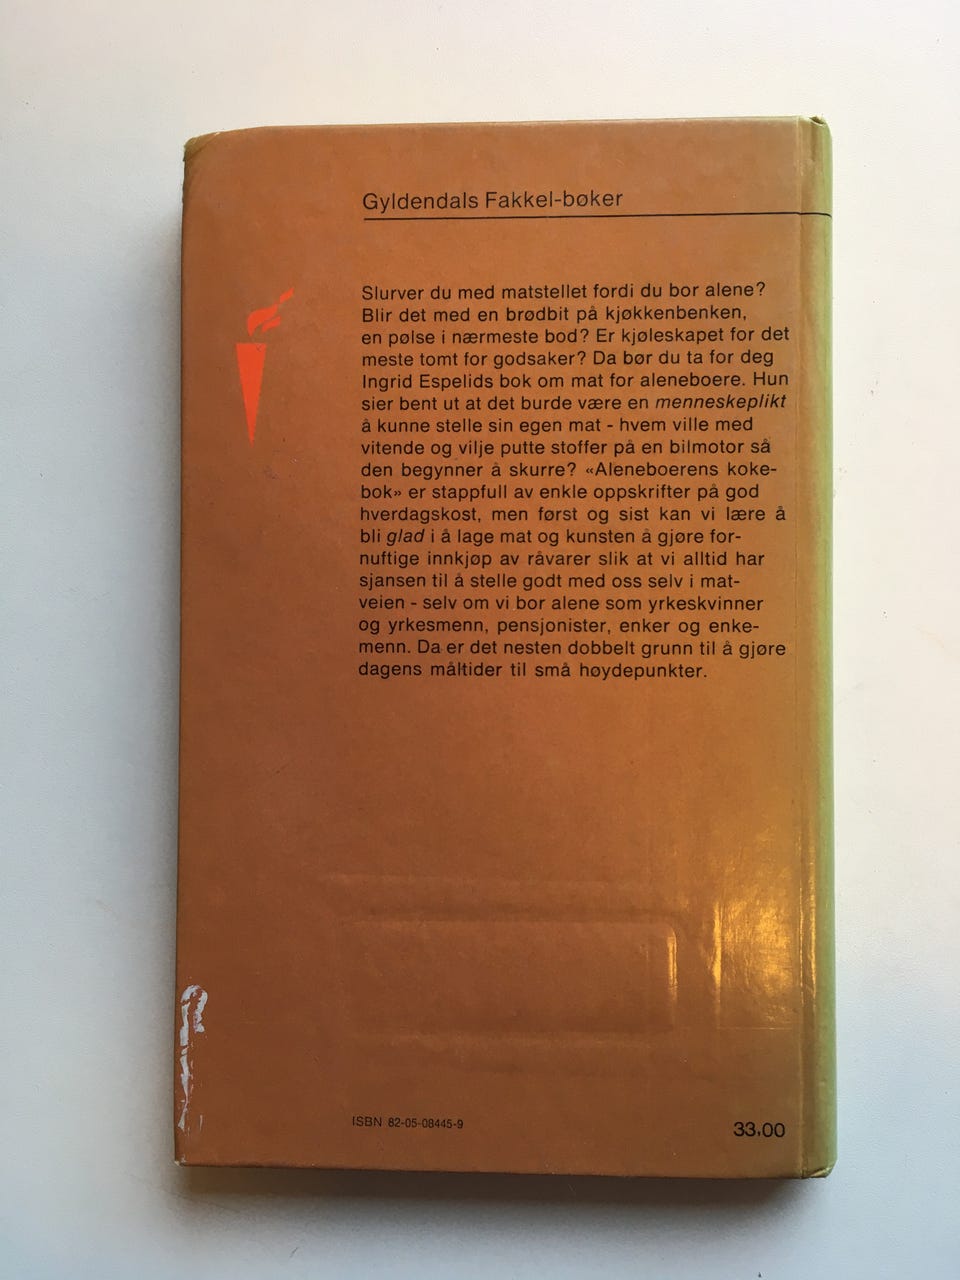 Gyldendals Fakkel-bøker
Slurver du med matstellet fordi du bor alene?
Blir det med en brødbit på kjøkkenbenken,
en pølse i nærmeste bod? Er kjøleskapet for det
meste tomt for godsaker? Da bør du ta for deg
Ingrid Espelids bok om mat for aleneboere. Hun
sier bent ut at det burde være en menneskeplikt
å kunne stelle sin egen mat - hvem ville med
vitende og vilje putte stoffer på en bilmotor så
den begynner å skurre? «Aleneboerens koke-
bok» er stappfull av enkle oppskrifter på god
hverdagskost, men først og sist kan vi lære å
bli glad i å lage mat og kunsten å gjøre for-
nuftige innkjøp av råvarer slik at vi alltid har
sjansen til å stelle godt med oss selv i mat-
veien - selv om vi bor alene som yrkeskvinner
og yrkesmenn, pensjonister, enker og enke-
menn. Da er det nesten dobbelt grunn til å gjøre
dagens måltider til små høydepunkter.
ISBN 82-05-08445-9
33,00